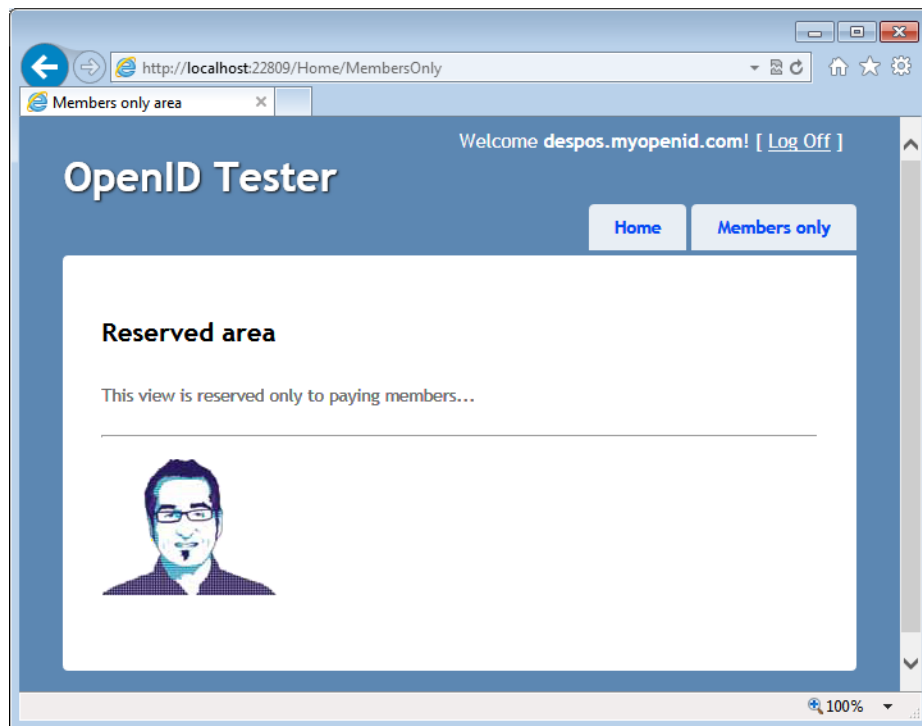 http://localhost:22809/Home/MembersOnly
Members only area
Welcome despos.myopenid.com! [ Log Off ]
OpenID Tester
Home Members only
Reserved area
This view is reserved only to paying members...
100%